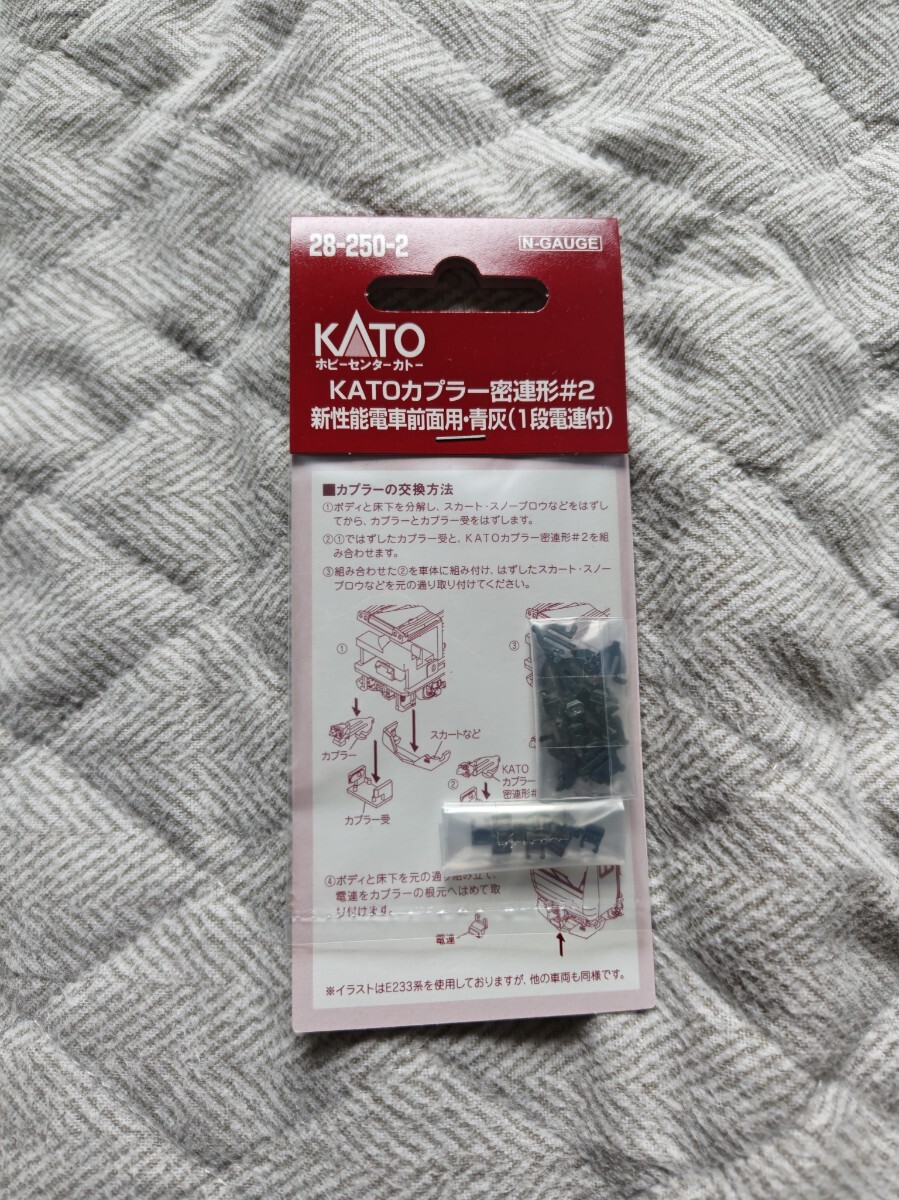 28-250-2
N-GAUGE
KATO
ホビーセンターカトー
KATOカプラー密連形#2
新性能電車前面用・青灰(1段電連付)
■カプラーの交換方法
①ボディと床下を分解し、スカート・スノープロウなどをはずし
てから、カプラーとカプラー受をはずします。
②①ではずしたカプラー受と、KATOカプラー密連形#2を組
み合わせます。
③組み合わせた②を車体に組み付け、はずしたスカート・スノー
プロウなどを元の通り取り付けてください。
①
③
スカートなど
カプラー
②
KATO
カプラー
密連形#
カプラー受
④ボディと床下を元の通り組み立て、
電連をカプラーの根元へはめて取
り付けます。
電連
※イラストはE233系を使用しておりますが、他の車両も同様です。